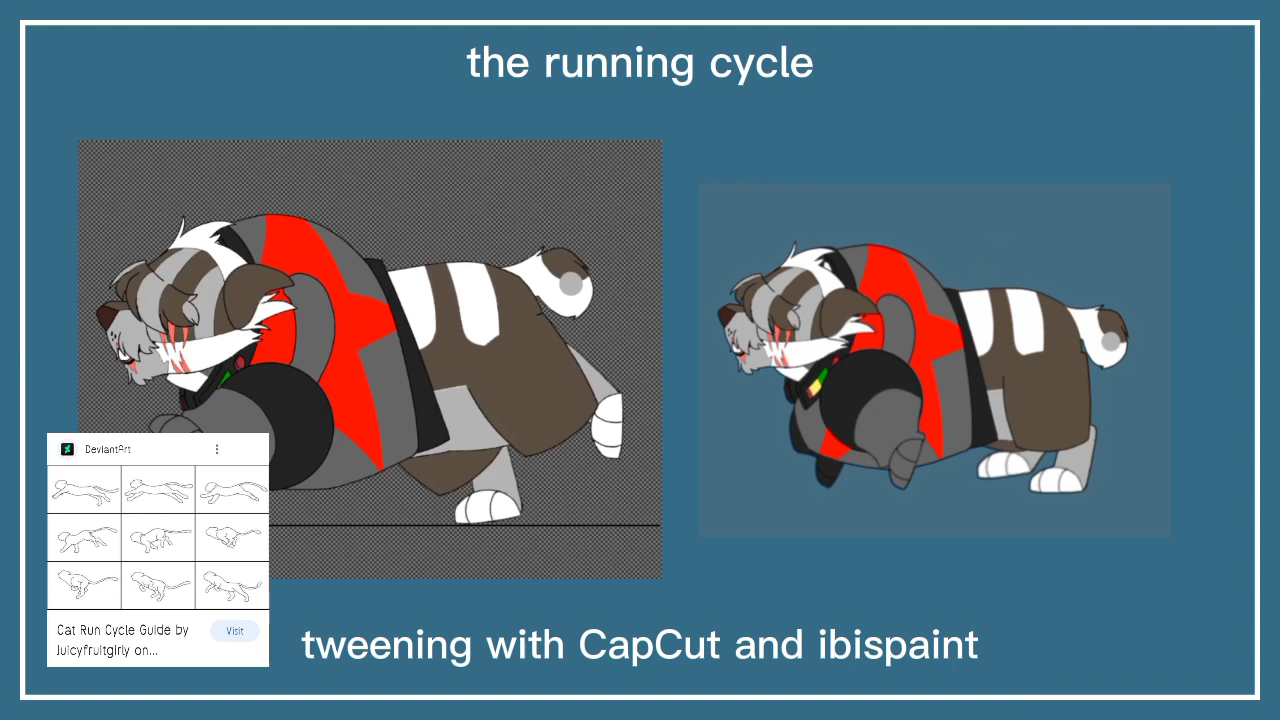 the running cycle
DeviantArt
Cat Run Cycle Guide by
Juicyfruitgirly on...
Visit
tweening with CapCut and ibispaint